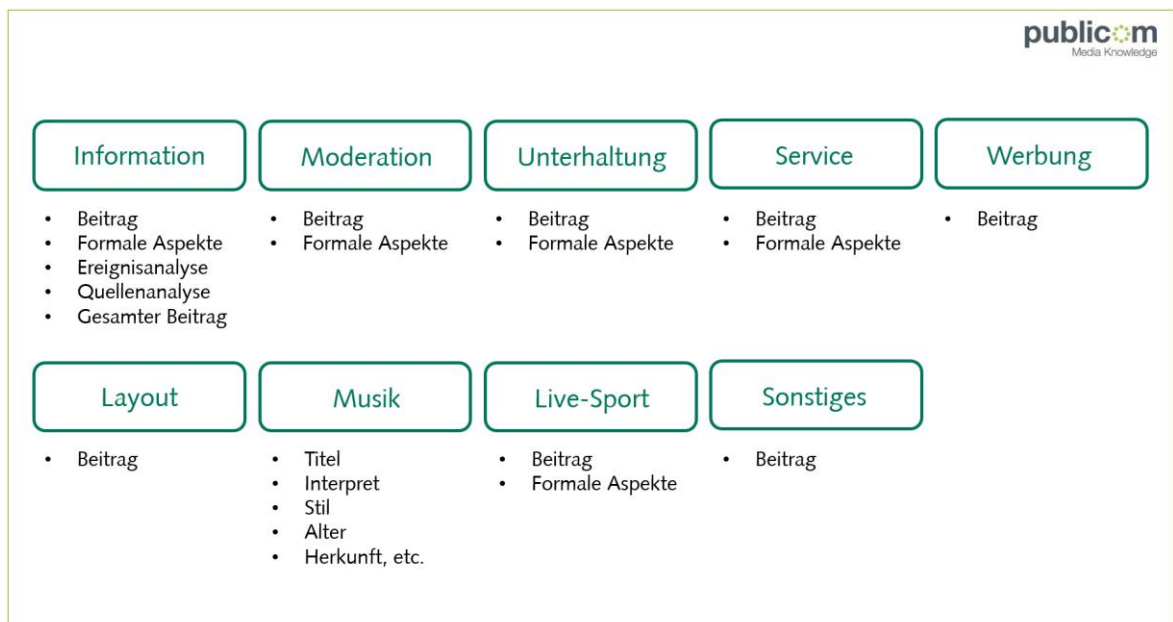 publicom
Media Knowledge
Information
• Beitrag
• Formale Aspekte
• Ereignisanalyse
• Quellenanalyse
• Gesamter Beitrag
Moderation
• Beitrag
• Formale Aspekte
Unterhaltung
• Beitrag
• Formale Aspekte
Service
• Beitrag
• Formale Aspekte
Werbung
• Beitrag
Layout
• Beitrag
Musik
• Titel
• Interpret
• Stil
• Alter
• Herkunft, etc.
Live-Sport
• Beitrag
• Formale Aspekte
Sonstiges
• Beitrag